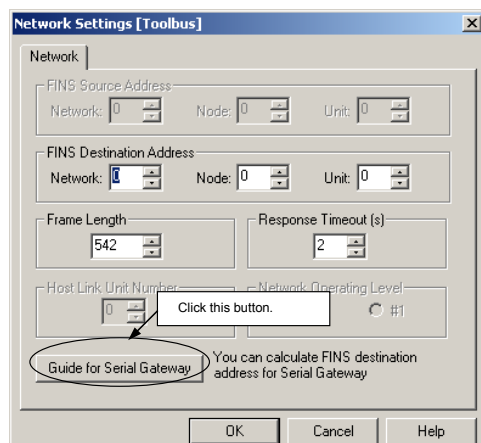 Network Settings [Toolbus]
Network
FINS Source Address
Network: 0 Node: 0 Unit: 0
FINS Destination Address
Network: 0 Node: 0 Unit: 0
Frame Length
542
Response Timeout (s)
2
Host Link Unit Number
0
Network Operating Level
#1
Click this button.
Guide for Serial Gateway
You can calculate FINS destination
address for Serial Gateway
OK Cancel Help